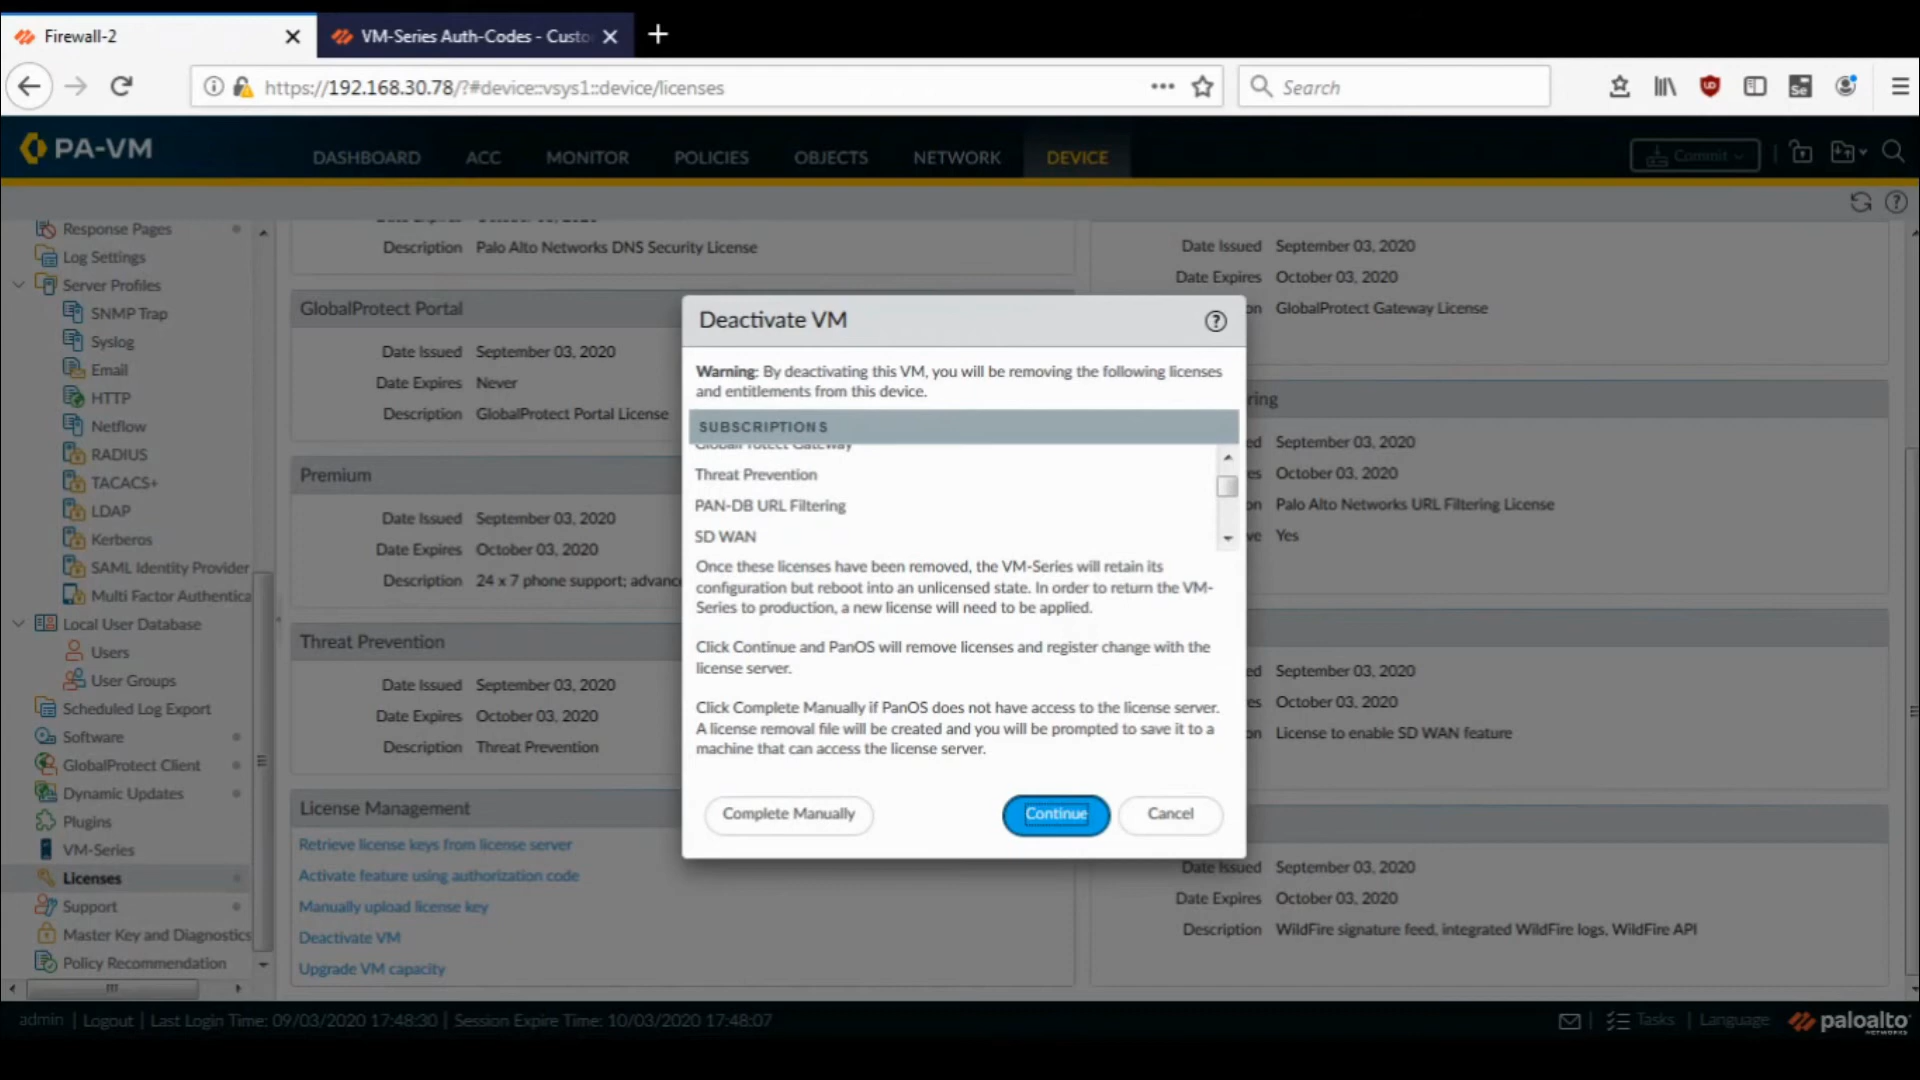 Firewall-2
VM-Series Auth-Codes - Custo
https://192.168.30.78/?#device::vsys1::device/licenses
Search
PA-VM
DASHBOARD
ACC
MONITOR
POLICIES
OBJECTS
NETWORK
DEVICE
Commit
Response Pages
Log Settings
Server Profiles
SNMP Trap
Syslog
Email
HTTP
Netflow
RADIUS
TACACS+
LDAP
Kerberos
SAML Identity Provider
Multi Factor Authentica
Local User Database
Users
User Groups
Scheduled Log Export
Software
GlobalProtect Client
Dynamic Updates
Plugins
VM-Series
Licenses
Support
Master Key and Diagnostics
Policy Recommendation
Description Palo Alto Networks DNS Security License
GlobalProtect Portal
Date Issued September 03, 2020
Date Expires Never
Description GlobalProtect Portal License
Premium
Date Issued September 03, 2020
Date Expires October 03, 2020
Description 24 x 7 phone support; advanc
Threat Prevention
Date Issued September 03, 2020
Date Expires October 03, 2020
Description Threat Prevention
License Management
Retrieve license keys from license server
Activate feature using authorization code
Manually upload license key
Deactivate VM
Upgrade VM capacity
Deactivate VM
Warning: By deactivating this VM, you will be removing the following licenses
and entitlements from this device.
SUBSCRIPTIONS
GlobalProtect Gateway
Threat Prevention
PAN-DB URL Filtering
SD WAN
Once these licenses have been removed, the VM-Series will retain its
configuration but reboot into an unlicensed state. In order to return the VM-
Series to production, a new license will need to be applied.
Click Continue and PanOS will remove licenses and register change with the
license server.
Click Complete Manually if PanOS does not have access to the license server.
A license removal file will be created and you will be prompted to save it to a
machine that can access the license server.
Complete Manually
Continue
Cancel
Date Issued September 03, 2020
Date Expires October 03, 2020
on GlobalProtect Gateway License
ring
ed September 03, 2020
es October 03, 2020
on Palo Alto Networks URL Filtering License
ve Yes
ed September 03, 2020
es October 03, 2020
on License to enable SD WAN feature
Date Issued September 03, 2020
Date Expires October 03, 2020
Description WildFire signature feed, integrated WildFire logs, WildFire API
admin | Logout | Last Login Time: 09/03/2020 17:48:30 | Session Expire Time: 10/03/2020 17:48:07
Tasks | Language
paloalto
NETWORKS